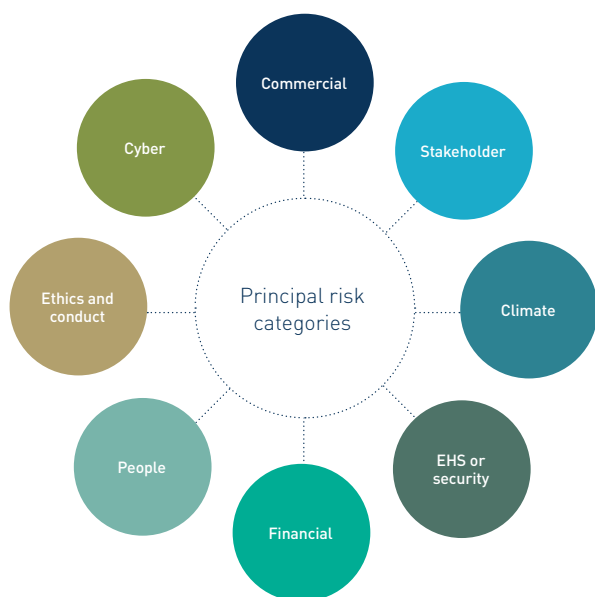 Commercial
Stakeholder
Climate
EHS or
security
Financial
People
Ethics and
conduct
Cyber
Principal risk
categories